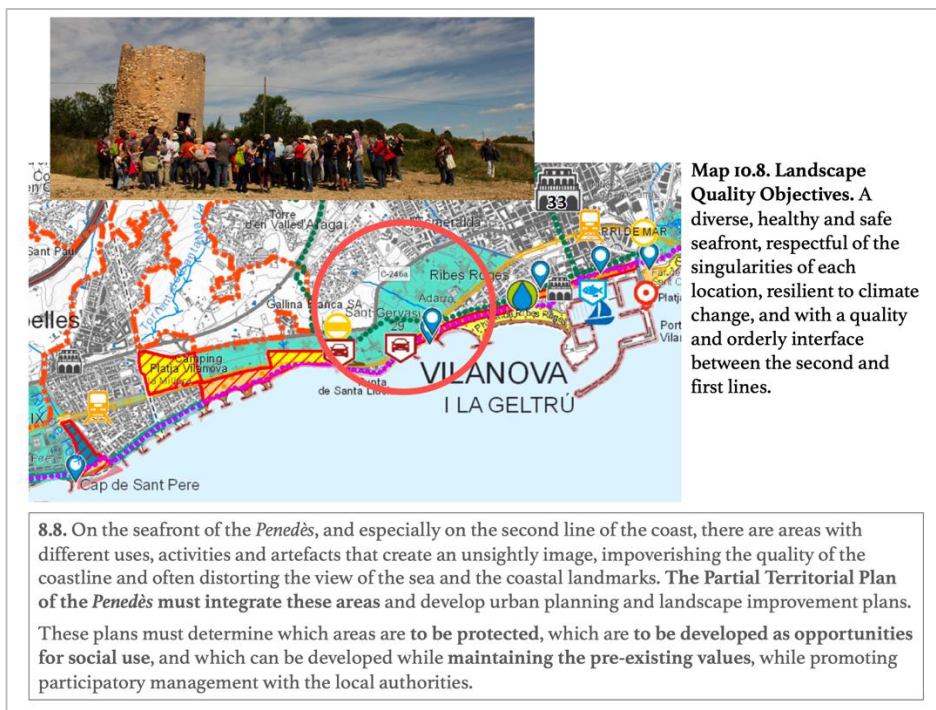 33
Torre
d'en Vallès Aragai
Sant Pau
C-246a
Ribes Roges
Adarró
Gallina Blanca SA
Sant Gervasi
29
Camping
Platja Vilanova
Punta
VILANOVA
I LA GELTRÚ
Cap de Sant Pere
Map 10.8. Landscape
Quality Objectives. A
diverse, healthy and safe
seafront, respectful of the
singularities of each
location, resilient to climate
change, and with a quality
and orderly interface
between the second and
first lines.
8.8. On the seafront of the Penedès, and especially on the second line of the coast, there are areas with
different uses, activities and artefacts that create an unsightly image, impoverishing the quality of the
coastline and often distorting the view of the sea and the coastal landmarks. The Partial Territorial Plan
of the Penedès must integrate these areas and develop urban planning and landscape improvement plans.
These plans must determine which areas are to be protected, which are to be developed as opportunities
for social use, and which can be developed while maintaining the pre-existing values, while promoting
participatory management with the local authorities.